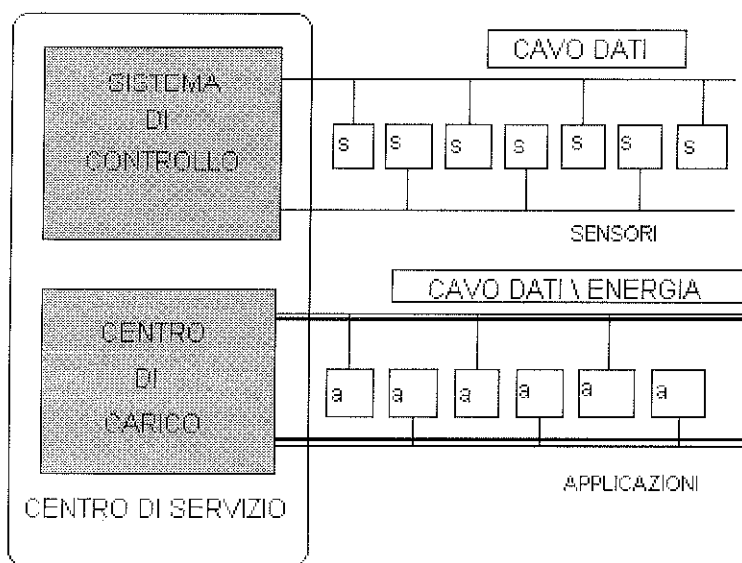 CAVO DATI
SISTEMA
DI
CONTROLLO
s s s s s s s
SENSORI
CAVO DATI \ ENERGIA
CENTRO
DI
CARICO
a a a a a a
APPLICAZIONI
CENTRO DI SERVIZIO